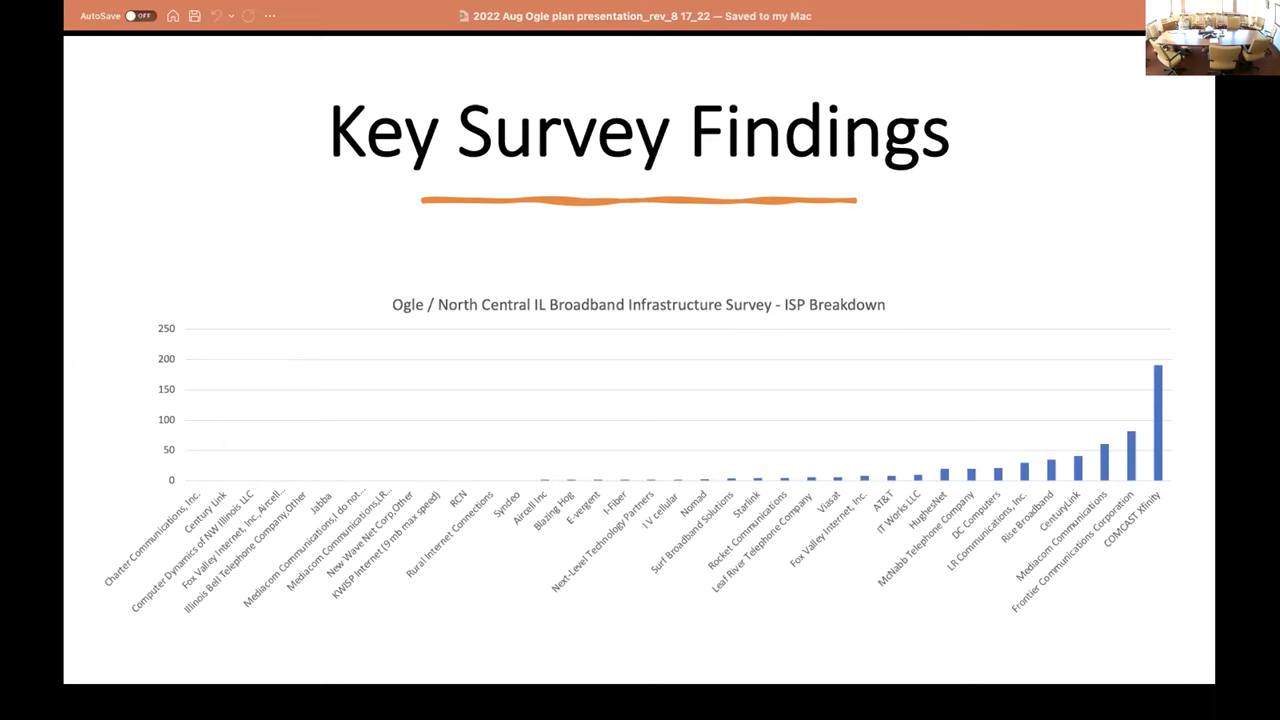 AutoSave OFF
2022 Aug Ogle plan presentation_rev_8 17_22 — Saved to my Mac
Key Survey Findings
Ogle / North Central IL Broadband Infrastructure Survey - ISP Breakdown
250
200
150
100
50
0
Charter Communications, Inc.
Century Link
Computer Dynamics of NW Illinois LLC
Fox Valley Internet, Inc.,Aircell...
Illinois Bell Telephone Company,Other
Jabba
Mediacom Communications,I do not...
Mediacom Communications,LR...
New Wave Net Corp,Other
KWISP Internet (9 mb max speed)
RCN
Rural Internet Connections
Syndeo
Aircell Inc
Blazing Hog
E-vergent
I-Fiber
Next-Level Technology Partners
I V cellular
Nomad
Surf Broadband Solutions
Starlink
Rocket Communications
Leaf River Telephone Company
Viasat
Fox Valley Internet, Inc.
AT&T
IT Works LLC
HughesNet
McNabb Telephone Company
DC Computers
LR Communications, Inc.
Rise Broadband
CenturyLink
Mediacom Communications
Frontier Communications Corporation
COMCAST Xfinity